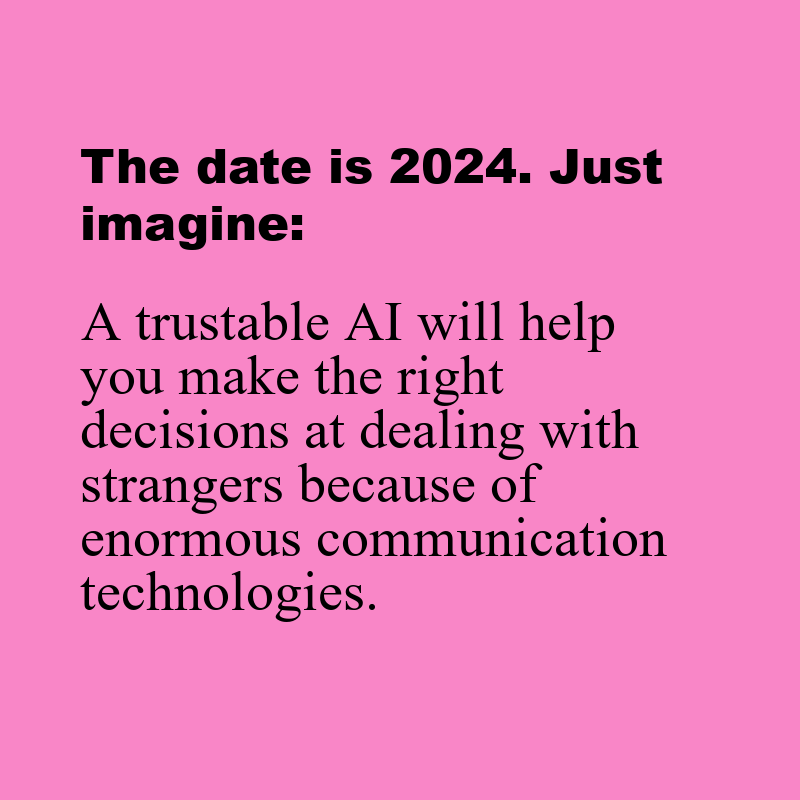 The date is 2024. Just
imagine:
A trustable AI will help
you make the right
decisions at dealing with
strangers because of
enormous communication
technologies.